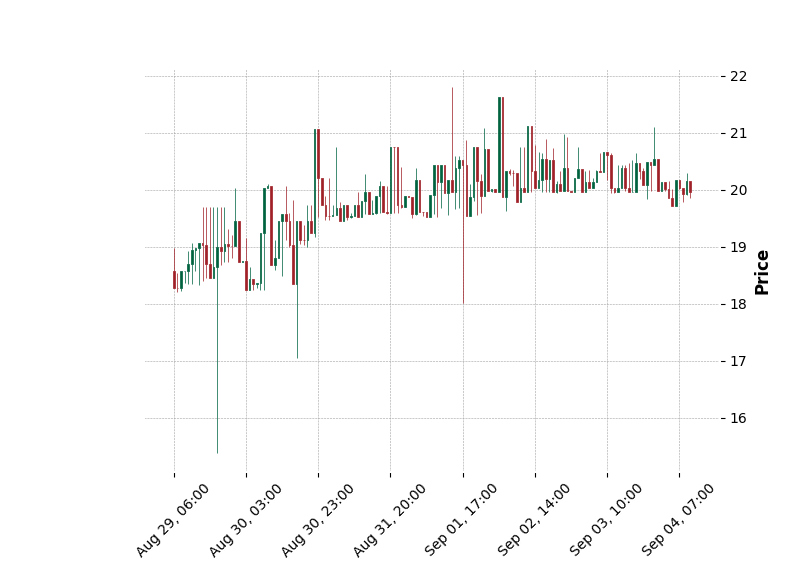 22
21
20
19
18
17
16
Price
Aug 29, 06:00
Aug 30, 03:00
Aug 30, 23:00
Aug 31, 20:00
Sep 01, 17:00
Sep 02, 14:00
Sep 03, 10:00
Sep 04, 07:00